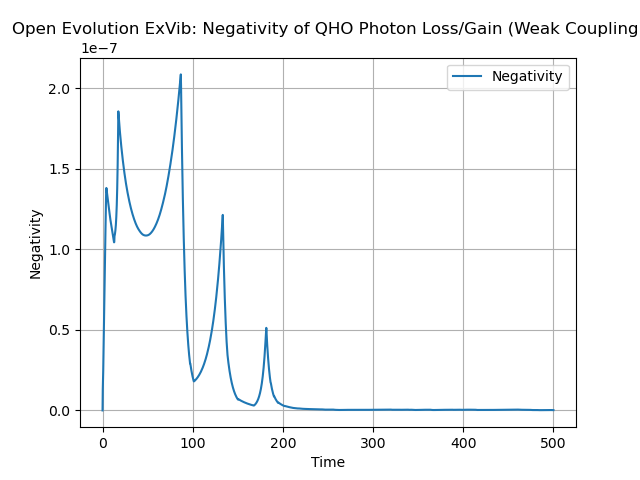 Open Evolution ExVib: Negativity of QHO Photon Loss/Gain (Weak Coupling
1e−7
Negativity
2.0
1.5
1.0
0.5
0.0
Negativity
0 100 200 300 400 500
Time